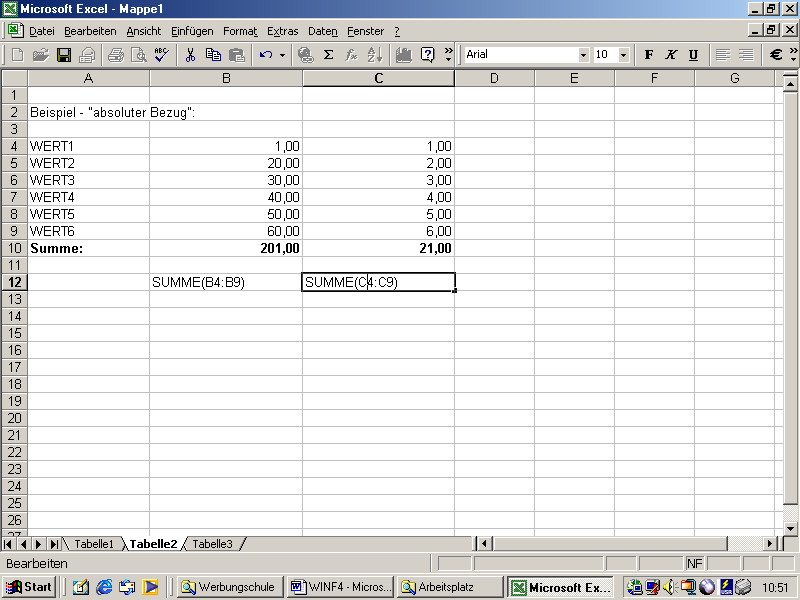 Microsoft Excel - Mappe1
Datei Bearbeiten Ansicht Einfügen Format Extras Daten Fenster ?
ABC Σ fx A Z ? » Arial 10 F K U € »
A B C D E F G
1
2 Beispiel - "absoluter Bezug":
3
4 WERT1 1,00 1,00
5 WERT2 20,00 2,00
6 WERT3 30,00 3,00
7 WERT4 40,00 4,00
8 WERT5 50,00 5,00
9 WERT6 60,00 6,00
10 Summe: 201,00 21,00
11
12 SUMME(B4:B9) SUMME(C4:C9)
13
14
15
16
17
18
19
20
21
22
23
24
25
26
27
Tabelle1 Tabelle2 Tabelle3
Bearbeiten NF
Start Werbungschule WINF4 - Micros... Arbeitsplatz Microsoft Ex... 10:51